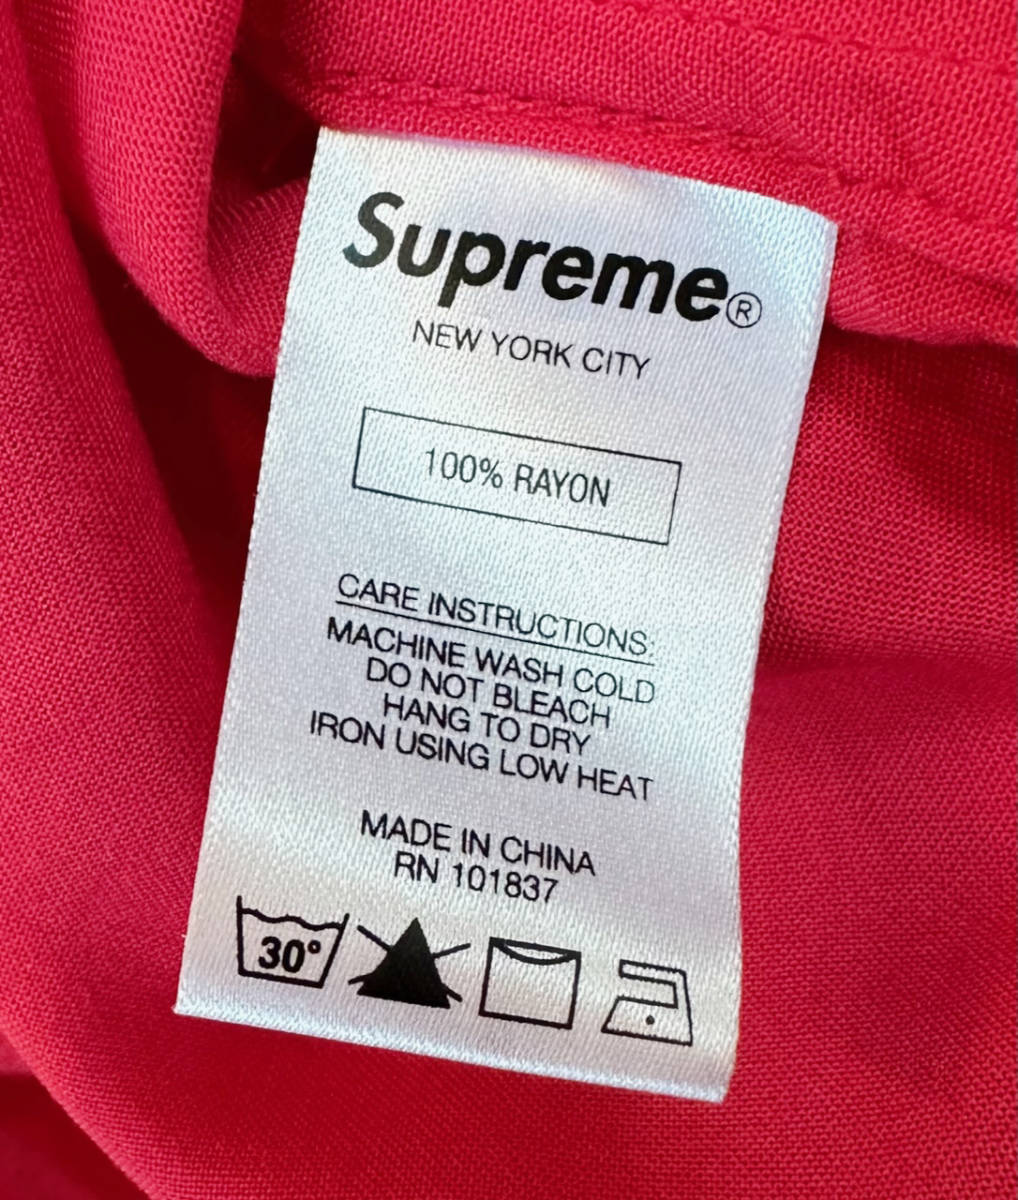 Supreme®
NEW YORK CITY
100% RAYON
CARE INSTRUCTIONS:
MACHINE WASH COLD
DO NOT BLEACH
HANG TO DRY
IRON USING LOW HEAT
MADE IN CHINA
RN 101837
30°